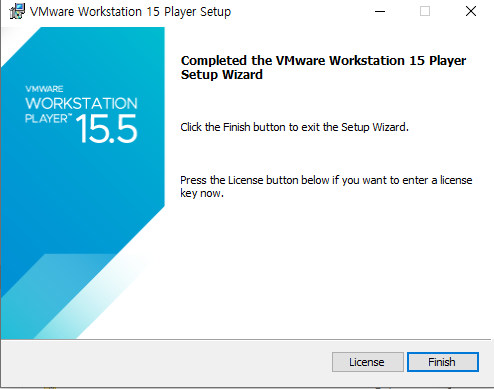 VMware Workstation 15 Player Setup
Completed the VMware Workstation 15 Player
Setup Wizard
VMWARE
WORKSTATION
PLAYER™ 15.5
Click the Finish button to exit the Setup Wizard.
Press the License button below if you want to enter a license
key now.
License
Finish